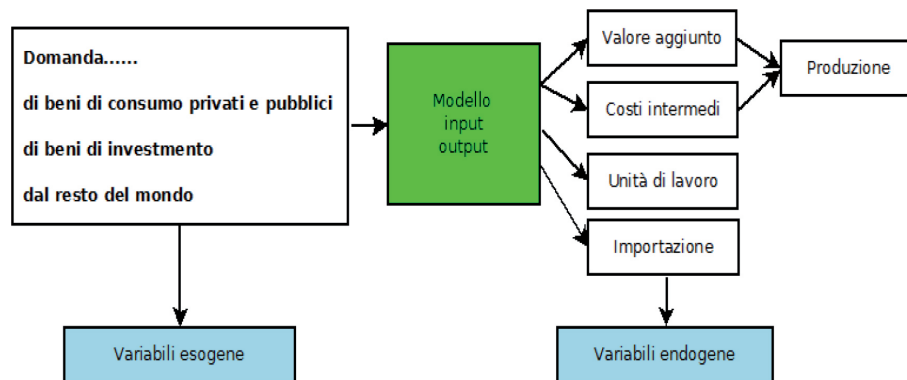 Domanda......
di beni di consumo privati e pubblici
di beni di investimento
dal resto del mondo
Modello
input
output
Valore aggiunto
Costi intermedi
Unità di lavoro
Importazione
Produzione
Variabili esogene
Variabili endogene